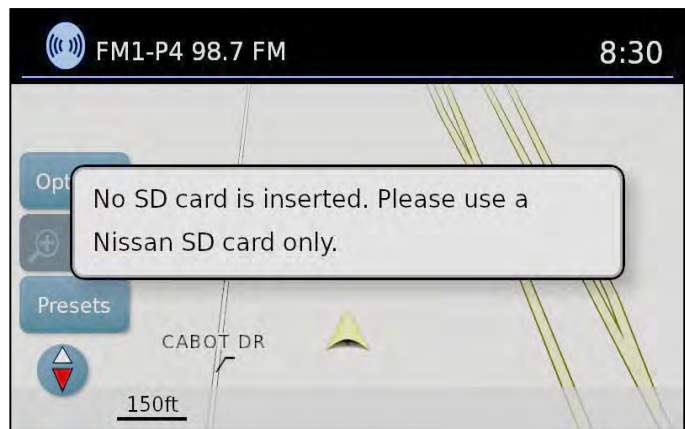 FM1-P4 98.7 FM
8:30
Opt
No SD card is inserted. Please use a
Nissan SD card only.
Presets
CABOT DR
150ft